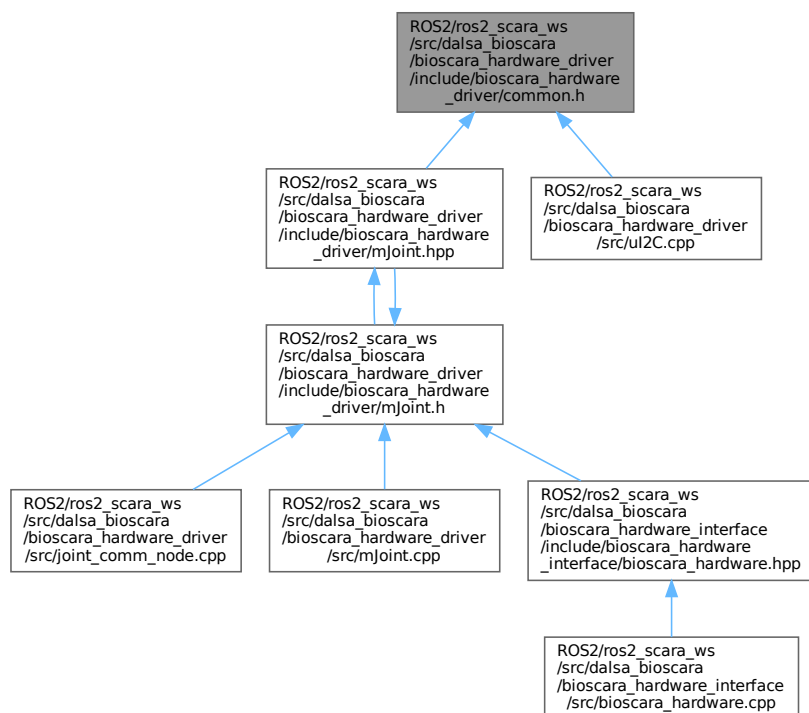 ROS2/ros2_scara_ws
/src/dalsa_bioscara
/bioscara_hardware_driver
/include/bioscara_hardware
_driver/common.h
ROS2/ros2_scara_ws
/src/dalsa_bioscara
/bioscara_hardware_driver
/include/bioscara_hardware
_driver/mJoint.hpp
ROS2/ros2_scara_ws
/src/dalsa_bioscara
/bioscara_hardware_driver
/src/uI2C.cpp
ROS2/ros2_scara_ws
/src/dalsa_bioscara
/bioscara_hardware_driver
/include/bioscara_hardware
_driver/mJoint.h
ROS2/ros2_scara_ws
/src/dalsa_bioscara
/bioscara_hardware_driver
/src/joint_comm_node.cpp
ROS2/ros2_scara_ws
/src/dalsa_bioscara
/bioscara_hardware_driver
/src/mJoint.cpp
ROS2/ros2_scara_ws
/src/dalsa_bioscara
/bioscara_hardware_interface
/include/bioscara_hardware
_interface/bioscara_hardware.hpp
ROS2/ros2_scara_ws
/src/dalsa_bioscara
/bioscara_hardware_interface
/src/bioscara_hardware.cpp